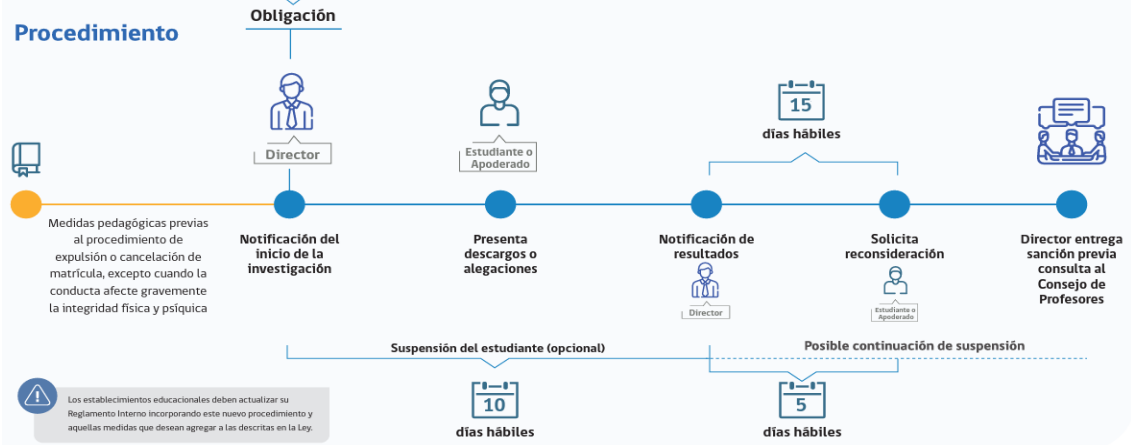 Procedimiento
Obligación
Director
Estudiante o
Apoderado
15
días hábiles
Medidas pedagógicas previas
al procedimiento de
expulsión o cancelación de
matrícula, excepto cuando la
conducta afecte gravemente
la integridad física y psíquica
Notificación del
inicio de la
investigación
Presenta
descargos o
alegaciones
Notificación de
resultados
Director
Solicita
reconsideración
Estudiante o
Apoderado
Director entrega
sanción previa
consulta al
Consejo de
Profesores
Suspensión del estudiante (opcional)
Posible continuación de suspensión
10
días hábiles
5
días hábiles
Los establecimientos educacionales deben actualizar su
Reglamento Interno incorporando este nuevo procedimiento y
aquellas medidas que desean agregar a las descritas en la Ley.